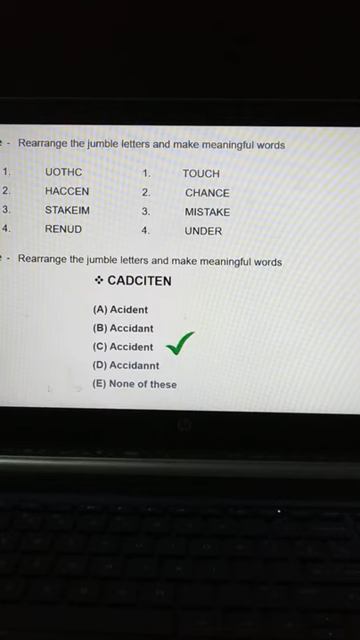 - Rearrange the jumble letters and make meaningful words
1. UOTHC 1. TOUCH
2. HACCEN 2. CHANCE
3. STAKEIM 3. MISTAKE
4. RENUD 4. UNDER
- Rearrange the jumble letters and make meaningful words
❖ CADCITEN
(A) Acident
(B) Accidant
(C) Accident
(D) Accidannt
(E) None of these
hp